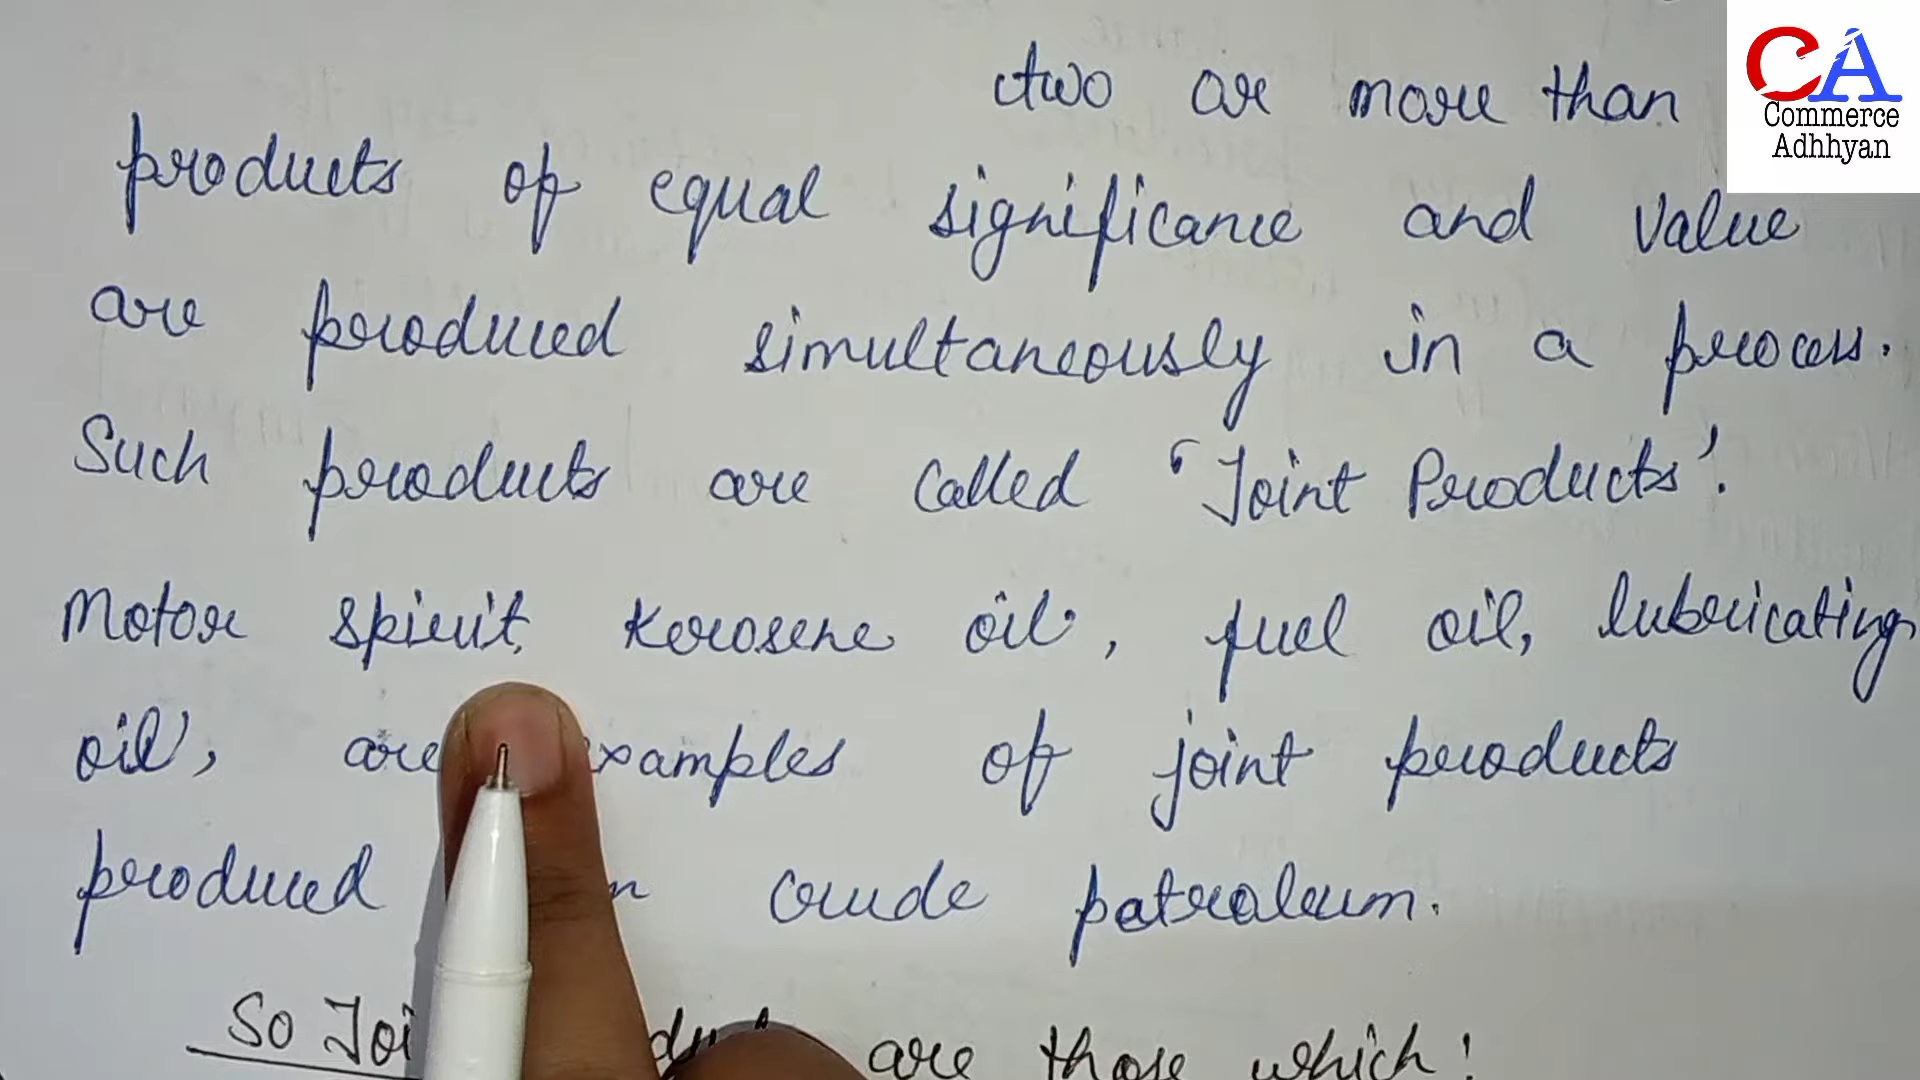 two are more than
products of equal significance and value
are produced simultaneously in a process.
Such products are called 'Joint Products'.
Motor spirit, kerosene oil, fuel oil, lubricating
oil, are examples of joint products
produced crude patroleum.
So are those which:
CA
Commerce
Adhhyan